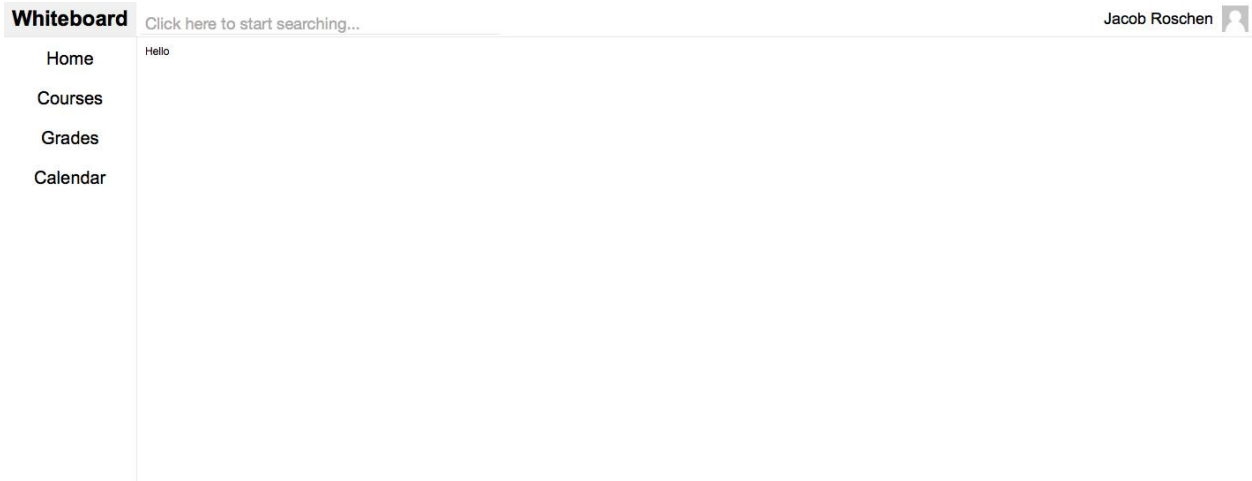 Whiteboard
Click here to start searching...
Jacob Roschen
Home
Courses
Grades
Calendar
Hello